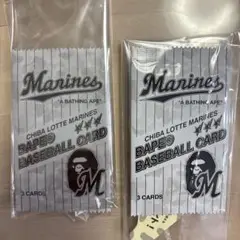 Marines
"A BATHING APE"
CHIBA LOTTE MARINES
BAPE®
BASEBALL CARD
M
3 CARDS
Marines
"A BATHING APE"
CHIBA LOTTE MARINES
BAPE®
BASEBALL CARD
M
3 CARDS